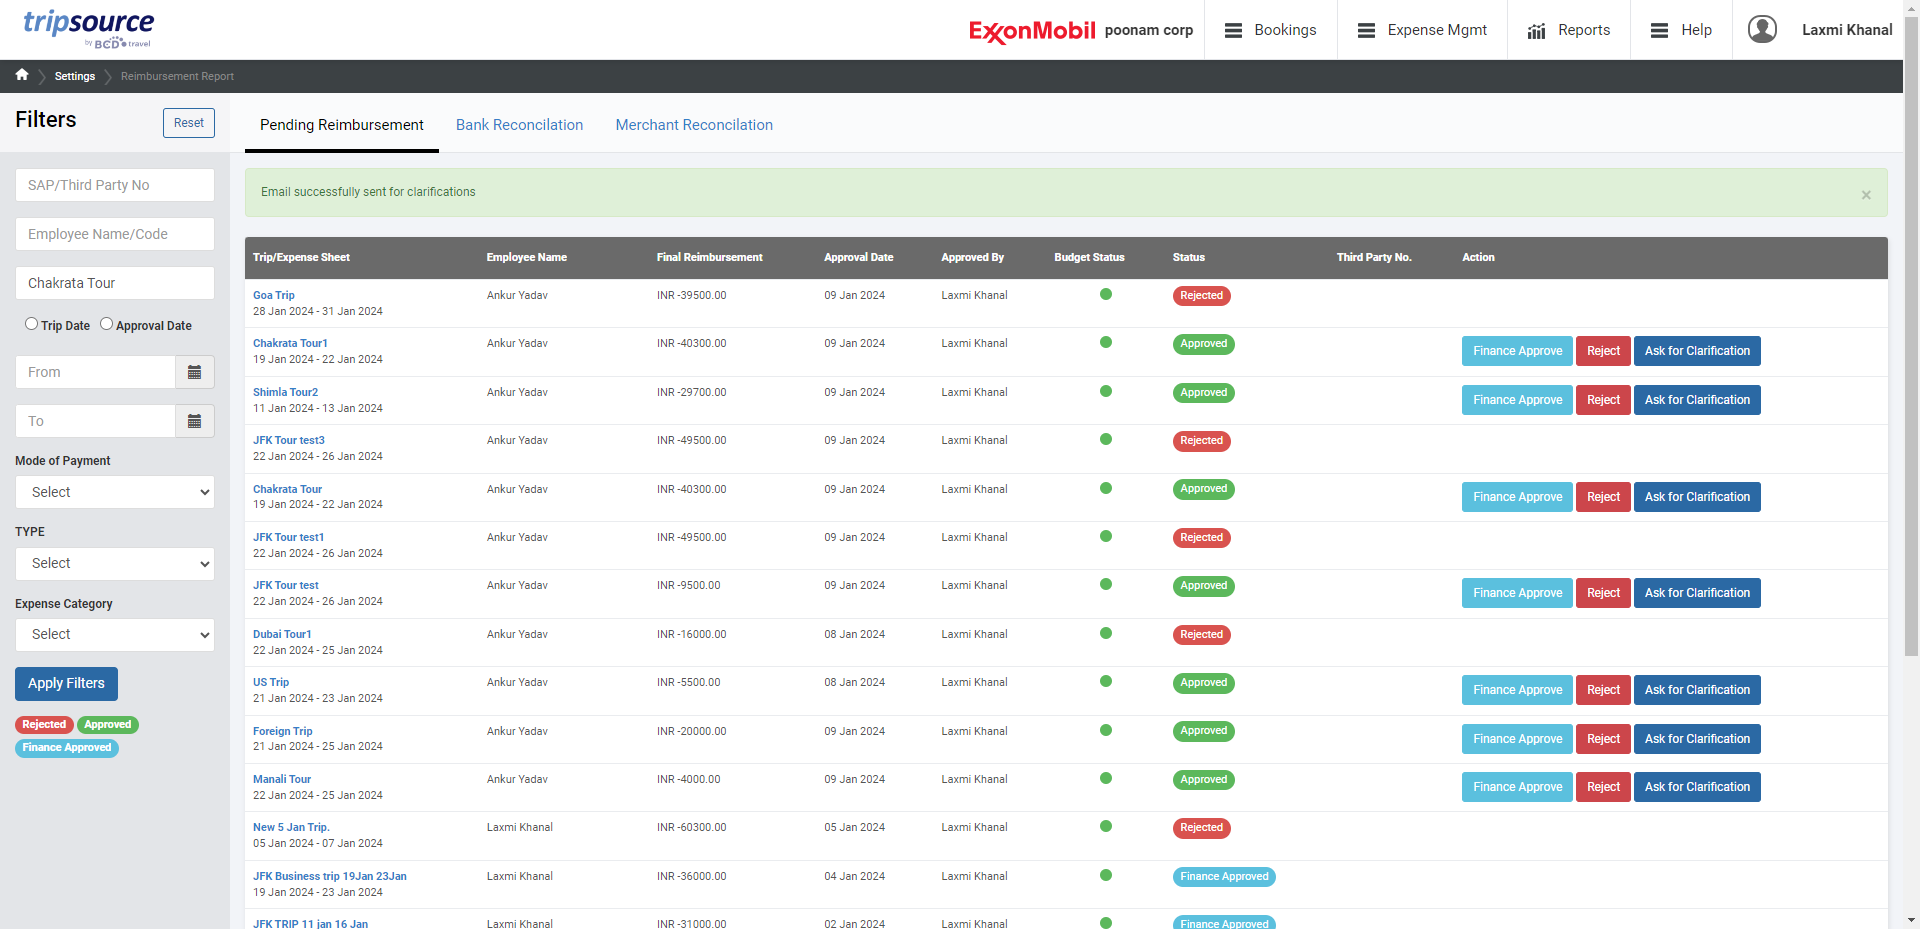 tripsource
by BCD travel
ExxonMobil poonam corp Bookings Expense Mgmt Reports Help Laxmi Khanal
Settings Reimbursement Report
Filters Reset
SAP/Third Party No
Employee Name/Code
Chakrata Tour
Trip Date Approval Date
From
To
Mode of Payment
Select
TYPE
Select
Expense Category
Select
Apply Filters
Rejected Approved
Finance Approved
Pending Reimbursement Bank Reconcilation Merchant Reconcilation
Email successfully sent for clarifications ×
Trip/Expense Sheet Employee Name Final Reimbursement Approval Date Approved By Budget Status Status Third Party No. Action
Goa Trip Ankur Yadav INR -39500.00 09 Jan 2024 Laxmi Khanal Rejected
28 Jan 2024 - 31 Jan 2024
Chakrata Tour1 Ankur Yadav INR -40300.00 09 Jan 2024 Laxmi Khanal Approved Finance Approve Reject Ask for Clarification
19 Jan 2024 - 22 Jan 2024
Shimla Tour2 Ankur Yadav INR -29700.00 09 Jan 2024 Laxmi Khanal Approved Finance Approve Reject Ask for Clarification
11 Jan 2024 - 13 Jan 2024
JFK Tour test3 Ankur Yadav INR -49500.00 09 Jan 2024 Laxmi Khanal Rejected
22 Jan 2024 - 26 Jan 2024
Chakrata Tour Ankur Yadav INR -40300.00 09 Jan 2024 Laxmi Khanal Approved Finance Approve Reject Ask for Clarification
19 Jan 2024 - 22 Jan 2024
JFK Tour test1 Ankur Yadav INR -49500.00 09 Jan 2024 Laxmi Khanal Rejected
22 Jan 2024 - 26 Jan 2024
JFK Tour test Ankur Yadav INR -9500.00 09 Jan 2024 Laxmi Khanal Approved Finance Approve Reject Ask for Clarification
22 Jan 2024 - 26 Jan 2024
Dubai Tour1 Ankur Yadav INR -16000.00 08 Jan 2024 Laxmi Khanal Rejected
22 Jan 2024 - 25 Jan 2024
US Trip Ankur Yadav INR -5500.00 08 Jan 2024 Laxmi Khanal Approved Finance Approve Reject Ask for Clarification
21 Jan 2024 - 23 Jan 2024
Foreign Trip Ankur Yadav INR -20000.00 09 Jan 2024 Laxmi Khanal Approved Finance Approve Reject Ask for Clarification
21 Jan 2024 - 25 Jan 2024
Manali Tour Ankur Yadav INR -4000.00 09 Jan 2024 Laxmi Khanal Approved Finance Approve Reject Ask for Clarification
22 Jan 2024 - 25 Jan 2024
New 5 Jan Trip. Laxmi Khanal INR -60300.00 05 Jan 2024 Laxmi Khanal Rejected
05 Jan 2024 - 07 Jan 2024
JFK Business trip 19Jan 23Jan Laxmi Khanal INR -36000.00 04 Jan 2024 Laxmi Khanal Finance Approved
19 Jan 2024 - 23 Jan 2024
JFK TRIP 11 jan 16 Jan Laxmi Khanal INR -31000.00 02 Jan 2024 Laxmi Khanal Finance Approved